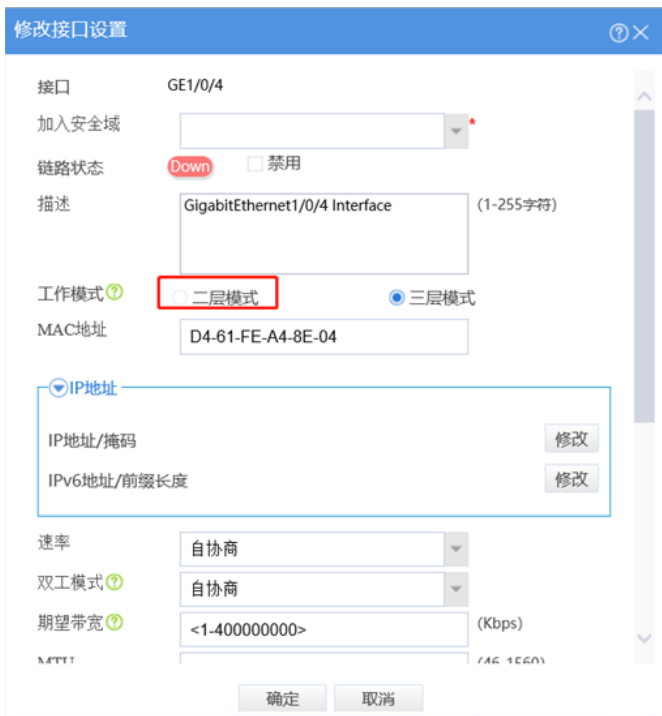 修改接口设置
接口 GE1/0/4
加入安全域 *
链路状态 Down 禁用
描述 GigabitEthernet1/0/4 Interface (1-255字符)
工作模式 二层模式 三层模式
MAC地址 D4-61-FE-A4-8E-04
IP地址
IP地址/掩码 修改
IPv6地址/前缀长度 修改
速率 自协商
双工模式 自协商
期望带宽 <1-400000000> (Kbps)
MTU (46-1560)
确定 取消